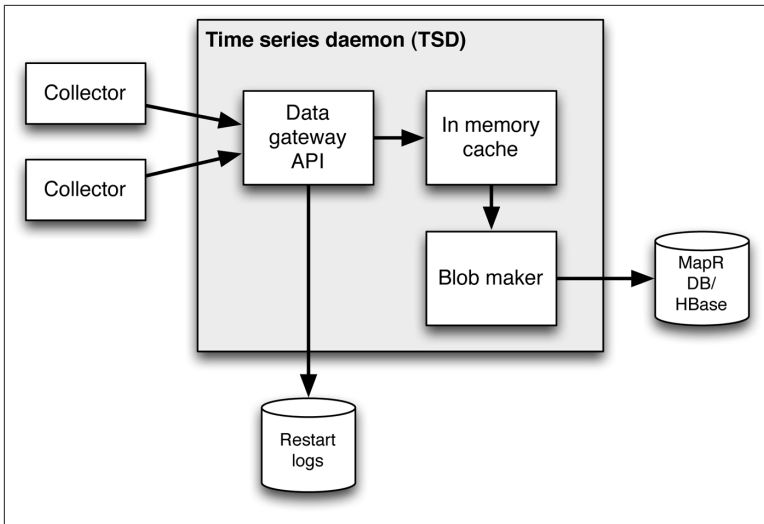 Time series daemon (TSD)
Collector
Collector
Data
gateway
API
In memory
cache
Blob maker
MapR
DB/
HBase
Restart
logs